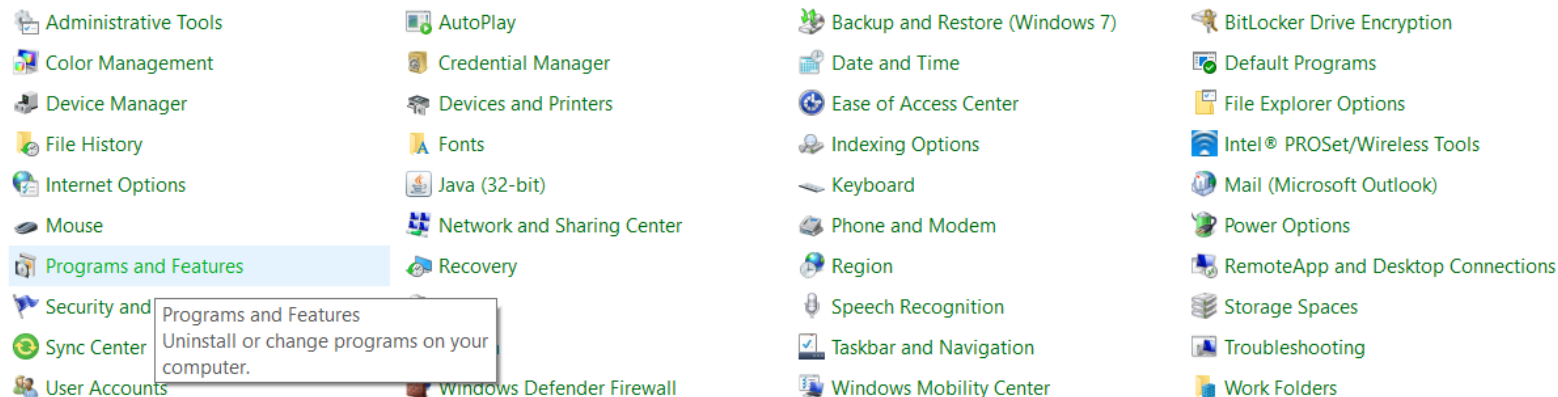 Administrative Tools
AutoPlay
Backup and Restore (Windows 7)
BitLocker Drive Encryption
Color Management
Credential Manager
Date and Time
Default Programs
Device Manager
Devices and Printers
Ease of Access Center
File Explorer Options
File History
Fonts
Indexing Options
Intel® PROSet/Wireless Tools
Internet Options
Java (32-bit)
Keyboard
Mail (Microsoft Outlook)
Mouse
Network and Sharing Center
Phone and Modem
Power Options
Programs and Features
Recovery
Region
RemoteApp and Desktop Connections
Security and
Programs and Features
Uninstall or change programs on your
computer.
Speech Recognition
Storage Spaces
Sync Center
Taskbar and Navigation
Troubleshooting
User Accounts
Windows Defender Firewall
Windows Mobility Center
Work Folders